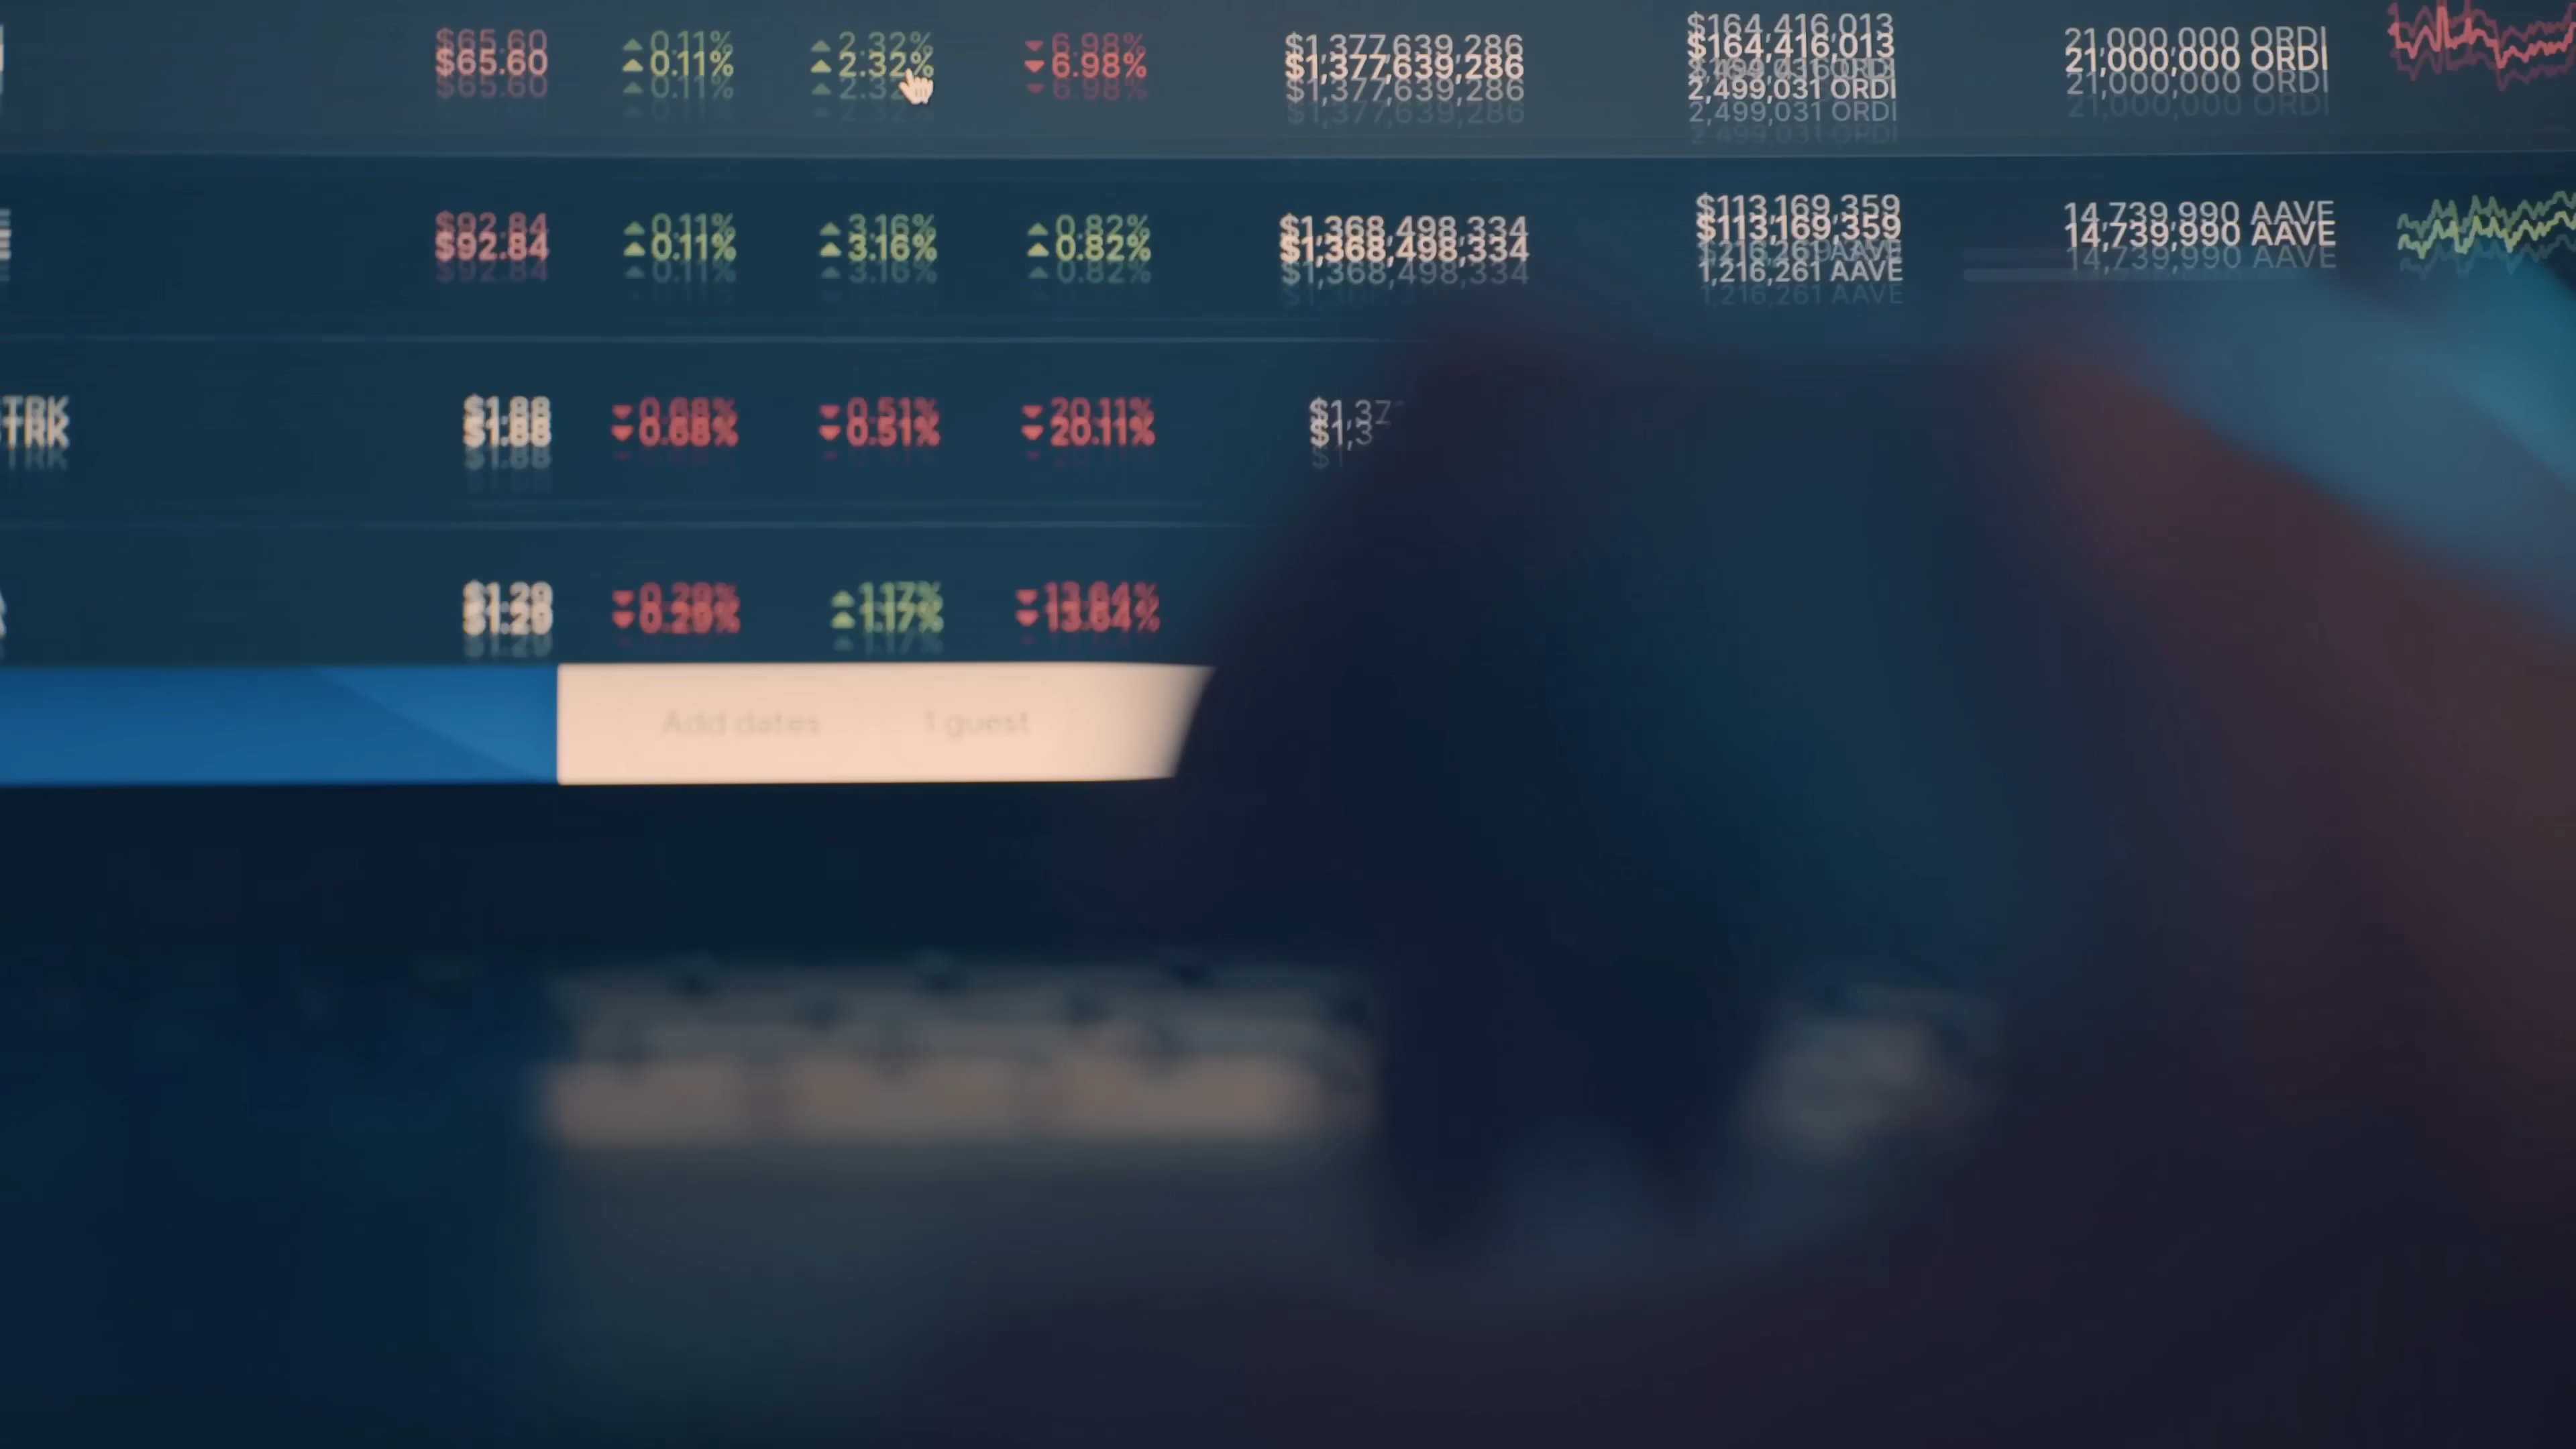 $65.60 0.11% 2.32% 6.98% $1,377,639,286 $164,416,013 21,000,000 ORDI
2,499,031 ORDI
$92.84 0.11% 3.16% 0.82% $1,368,498,334 $113,169,359 14,739,990 AAVE
1,216,261 AAVE
TRK $1.88 0.68% 0.51% 20.11% $1,37
$1.29 0.29% 1.17% 13.64%
Add dates 1 guest